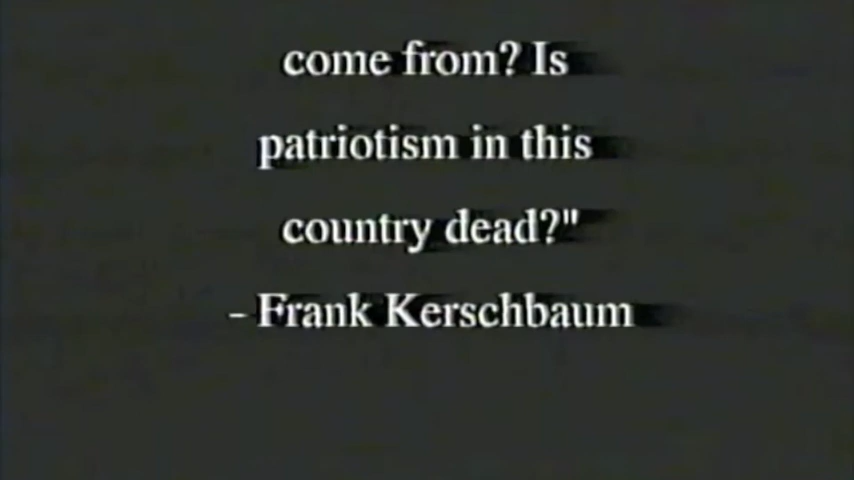 come from? Is
patriotism in this
country dead?"
- Frank Kerschbaum